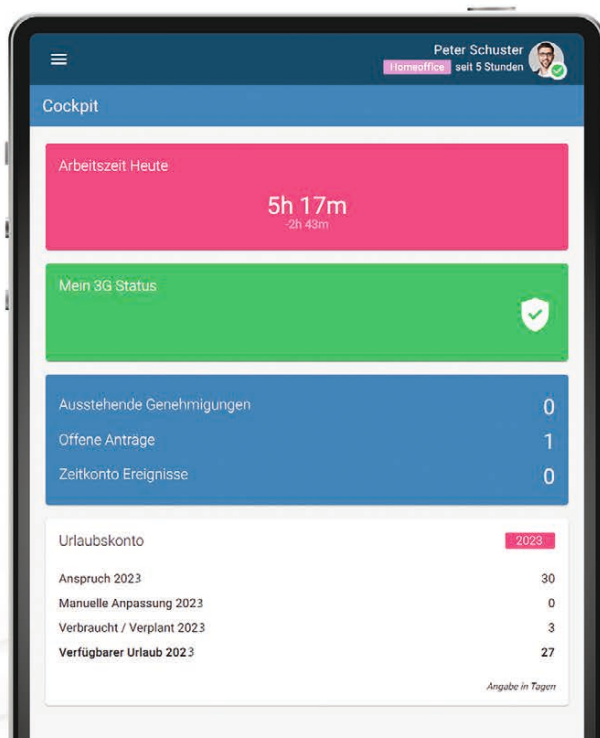 Peter Schuster
Homeoffice seit 5 Stunden
Cockpit
Arbeitszeit Heute
5h 17m
-2h 43m
Mein 3G Status
Ausstehende Genehmigungen 0
Offene Anträge 1
Zeitkonto Ereignisse 0
Urlaubskonto 2023
Anspruch 2023 30
Manuelle Anpassung 2023 0
Verbraucht / Verplant 2023 3
Verfügbarer Urlaub 2023 27
Angabe in Tagen